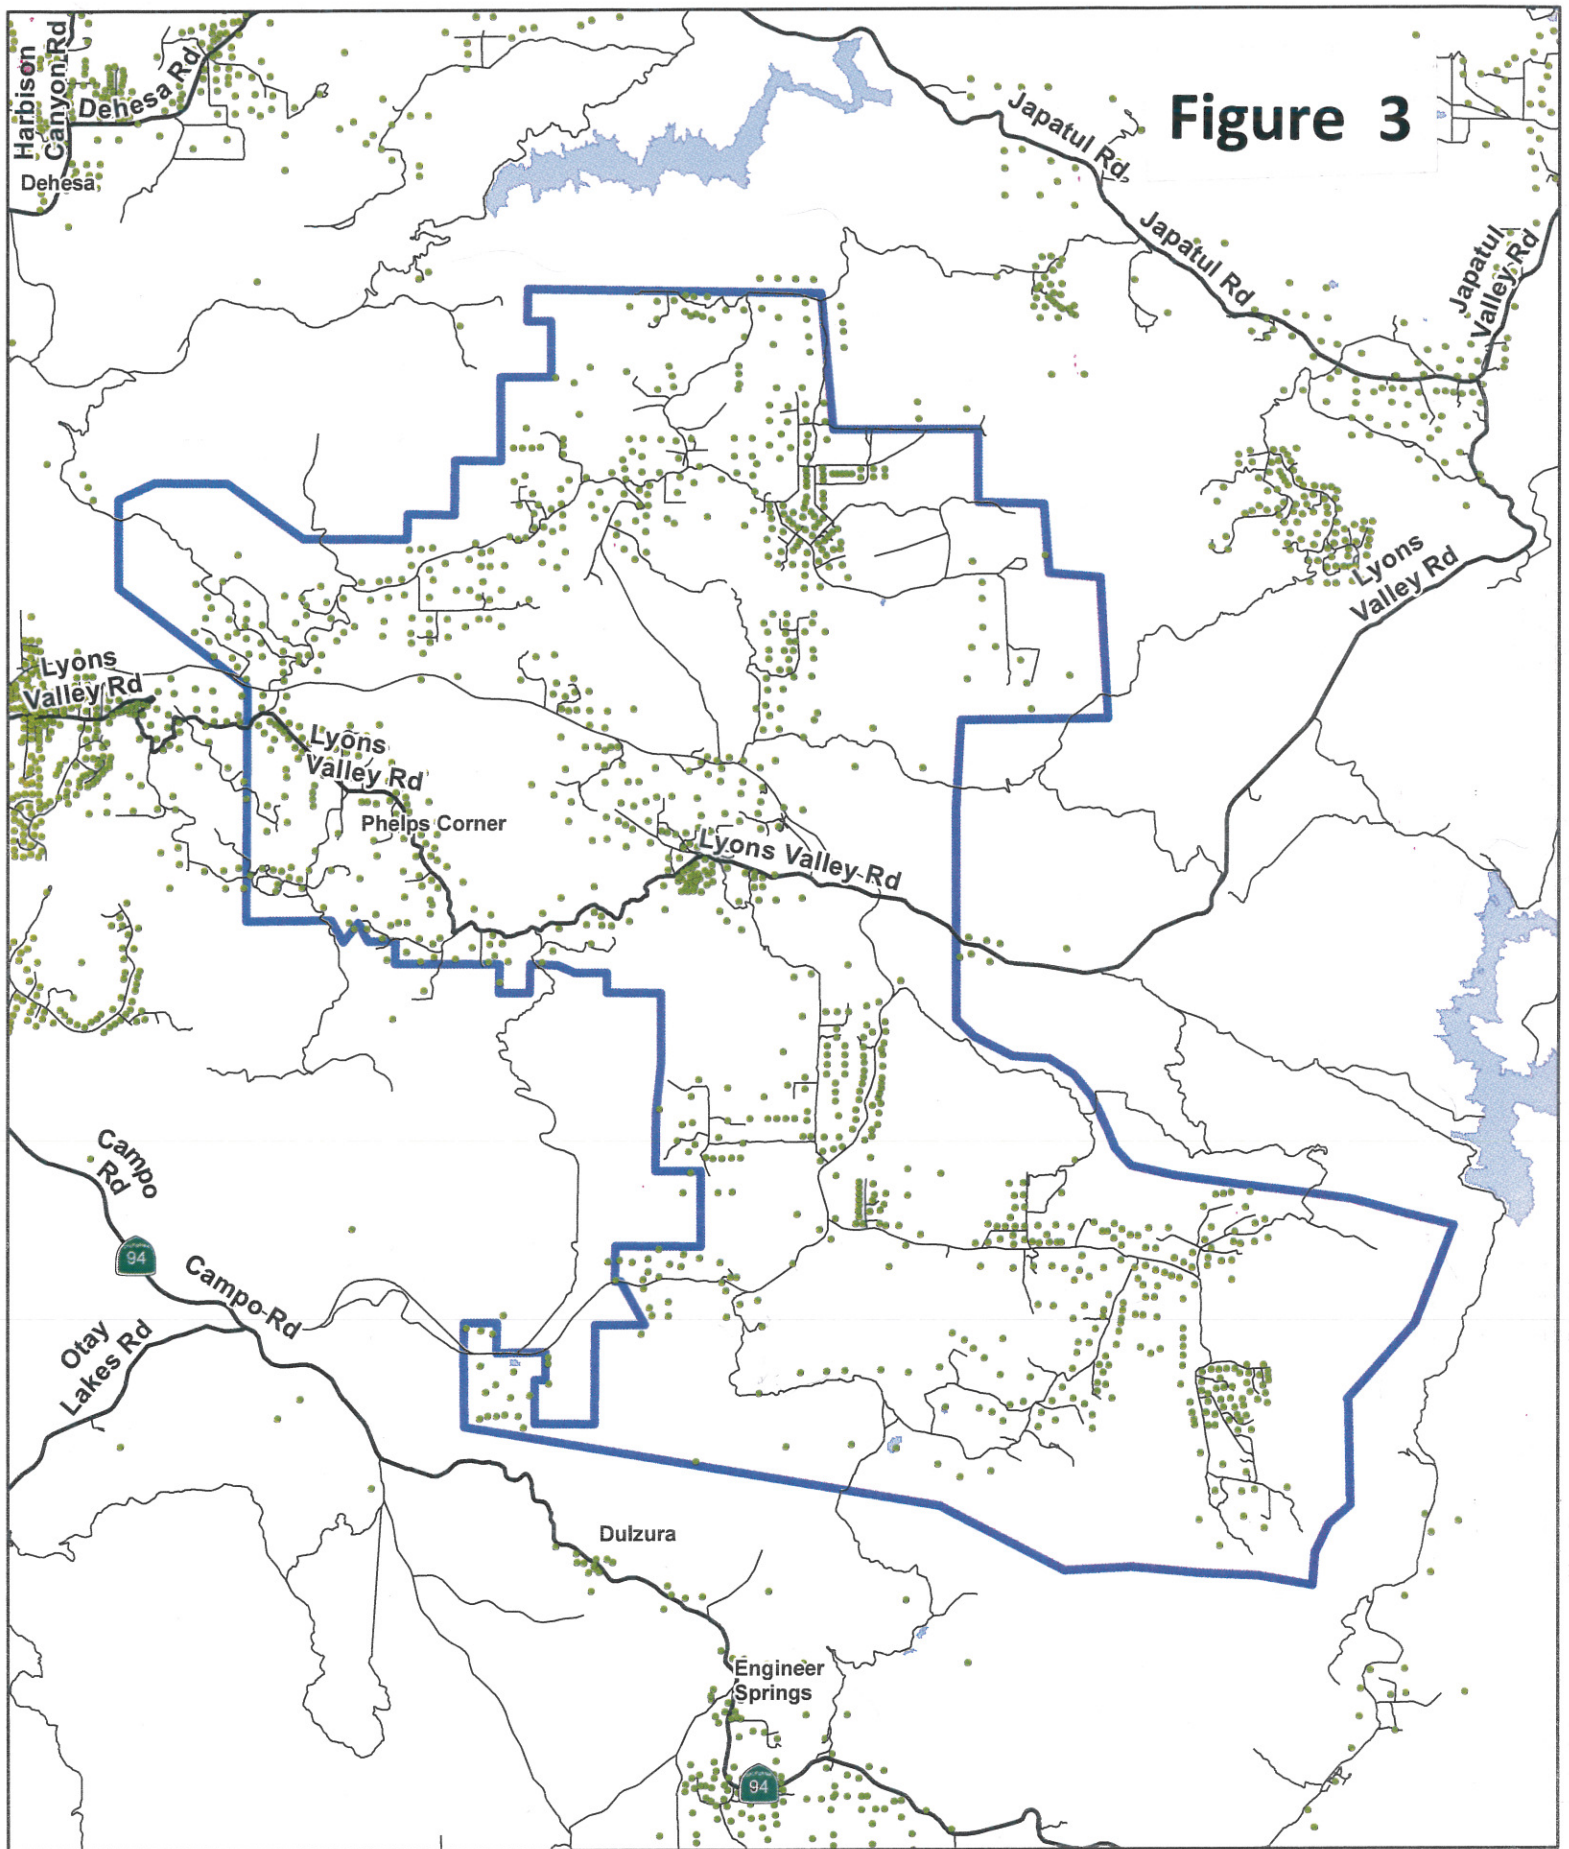 Harbison
Canyon Rd
Dehesa Rd
Dehesa
Figure 3
Japatul Rd
Japatul Rd
Japatul
Valley Rd
Lyons
Valley Rd
Lyons
Valley Rd
Lyons
Valley Rd
Phelps Corner
Lyons Valley Rd
Campo
Rd
94
Campo Rd
Otay
Lakes Rd
Dulzura
Engineer
Springs
94